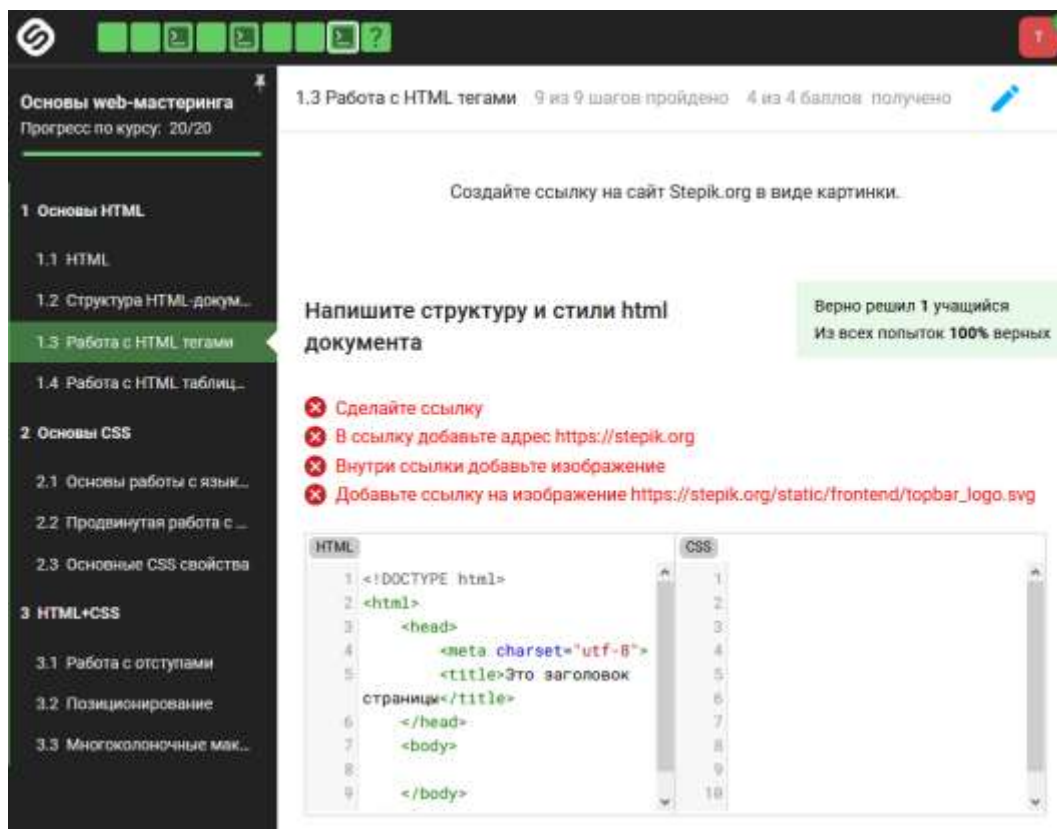 T
Основы web-мастеринга
Прогресс по курсу: 20/20
1 Основы HTML
1.1 HTML
1.2 Структура HTML-докум...
1.3 Работа с HTML тегами
1.4 Работа с HTML таблиц...
2 Основы CSS
2.1 Основы работы с язык...
2.2 Продвинутая работа с ...
2.3 Основные CSS свойства
3 HTML+CSS
3.1 Работа с отступами
3.2 Позиционирование
3.3 Многоколоночные мак...
1.3 Работа с HTML тегами 9 из 9 шагов пройдено 4 из 4 баллов получено
Создайте ссылку на сайт Stepik.org в виде картинки.
Напишите структуру и стили html
документа
Верно решил 1 учащийся
Из всех попыток 100% верных
Сделайте ссылку
В ссылку добавьте адрес https://stepik.org
Внутри ссылки добавьте изображение
Добавьте ссылку на изображение https://stepik.org/static/frontend/topbar_logo.svg
HTML
1 <!DOCTYPE html>
2 <html>
3 <head>
4 <meta charset="utf-8">
5 <title>Это заголовок
страницы</title>
6 </head>
7 <body>
8
9 </body>
CSS
1
2
3
4
5
6
7
8
9
10